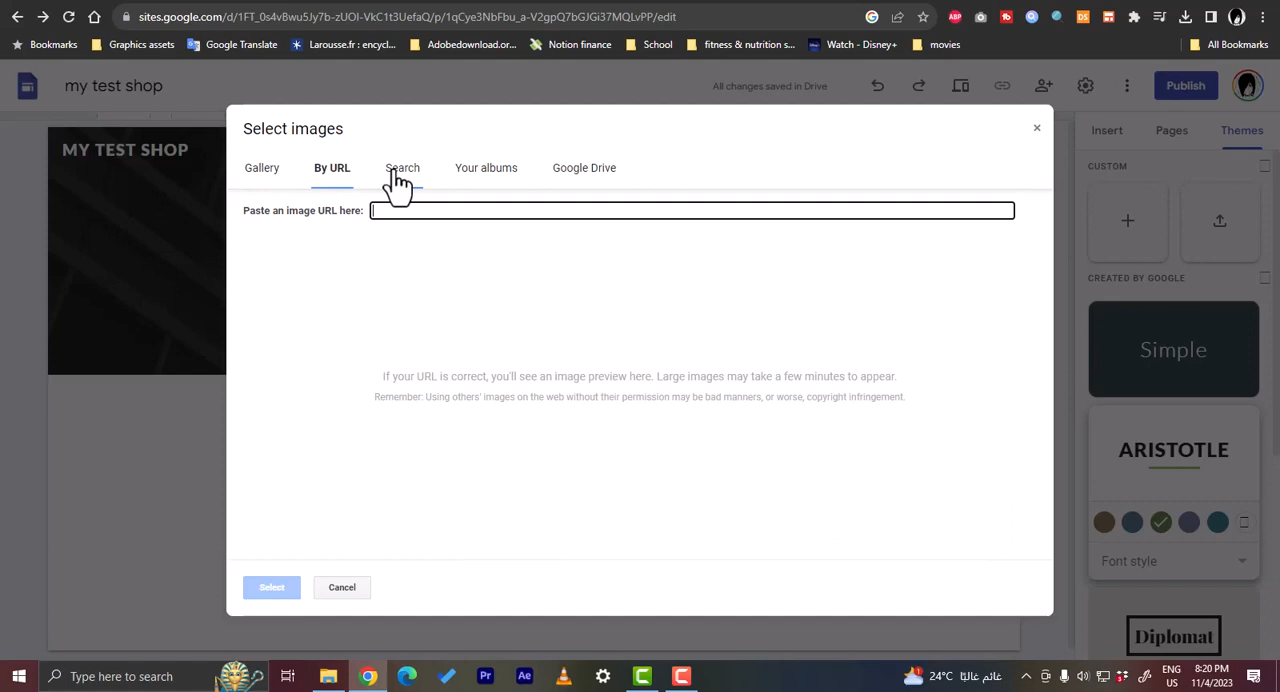 sites.google.com/d/1FT_0s4vBwu5Jy7b-zUOI-VkC1t3UefaQ/p/1qCye3NbFbu_a-V2gpQ7bGJGi37MQLvPP/edit
Bookmarks
Graphics assets
Google Translate
Larousse.fr : encycl...
Adobedownload.or...
Notion finance
School
fitness & nutrition s...
Watch - Disney+
movies
All Bookmarks
my test shop
All changes saved in Drive
Publish
Insert
Pages
Themes
MY TEST SHOP
Select images
Gallery
By URL
Search
Your albums
Google Drive
Paste an image URL here:
If your URL is correct, you'll see an image preview here. Large images may take a few minutes to appear.
Remember: Using others' images on the web without their permission may be bad manners, or worse, copyright infringement.
Select
Cancel
CUSTOM
CREATED BY GOOGLE
Simple
ARISTOTLE
Font style
Diplomat
Type here to search
24°C غائم غالبًا
ENG
US
8:20 PM
11/4/2023